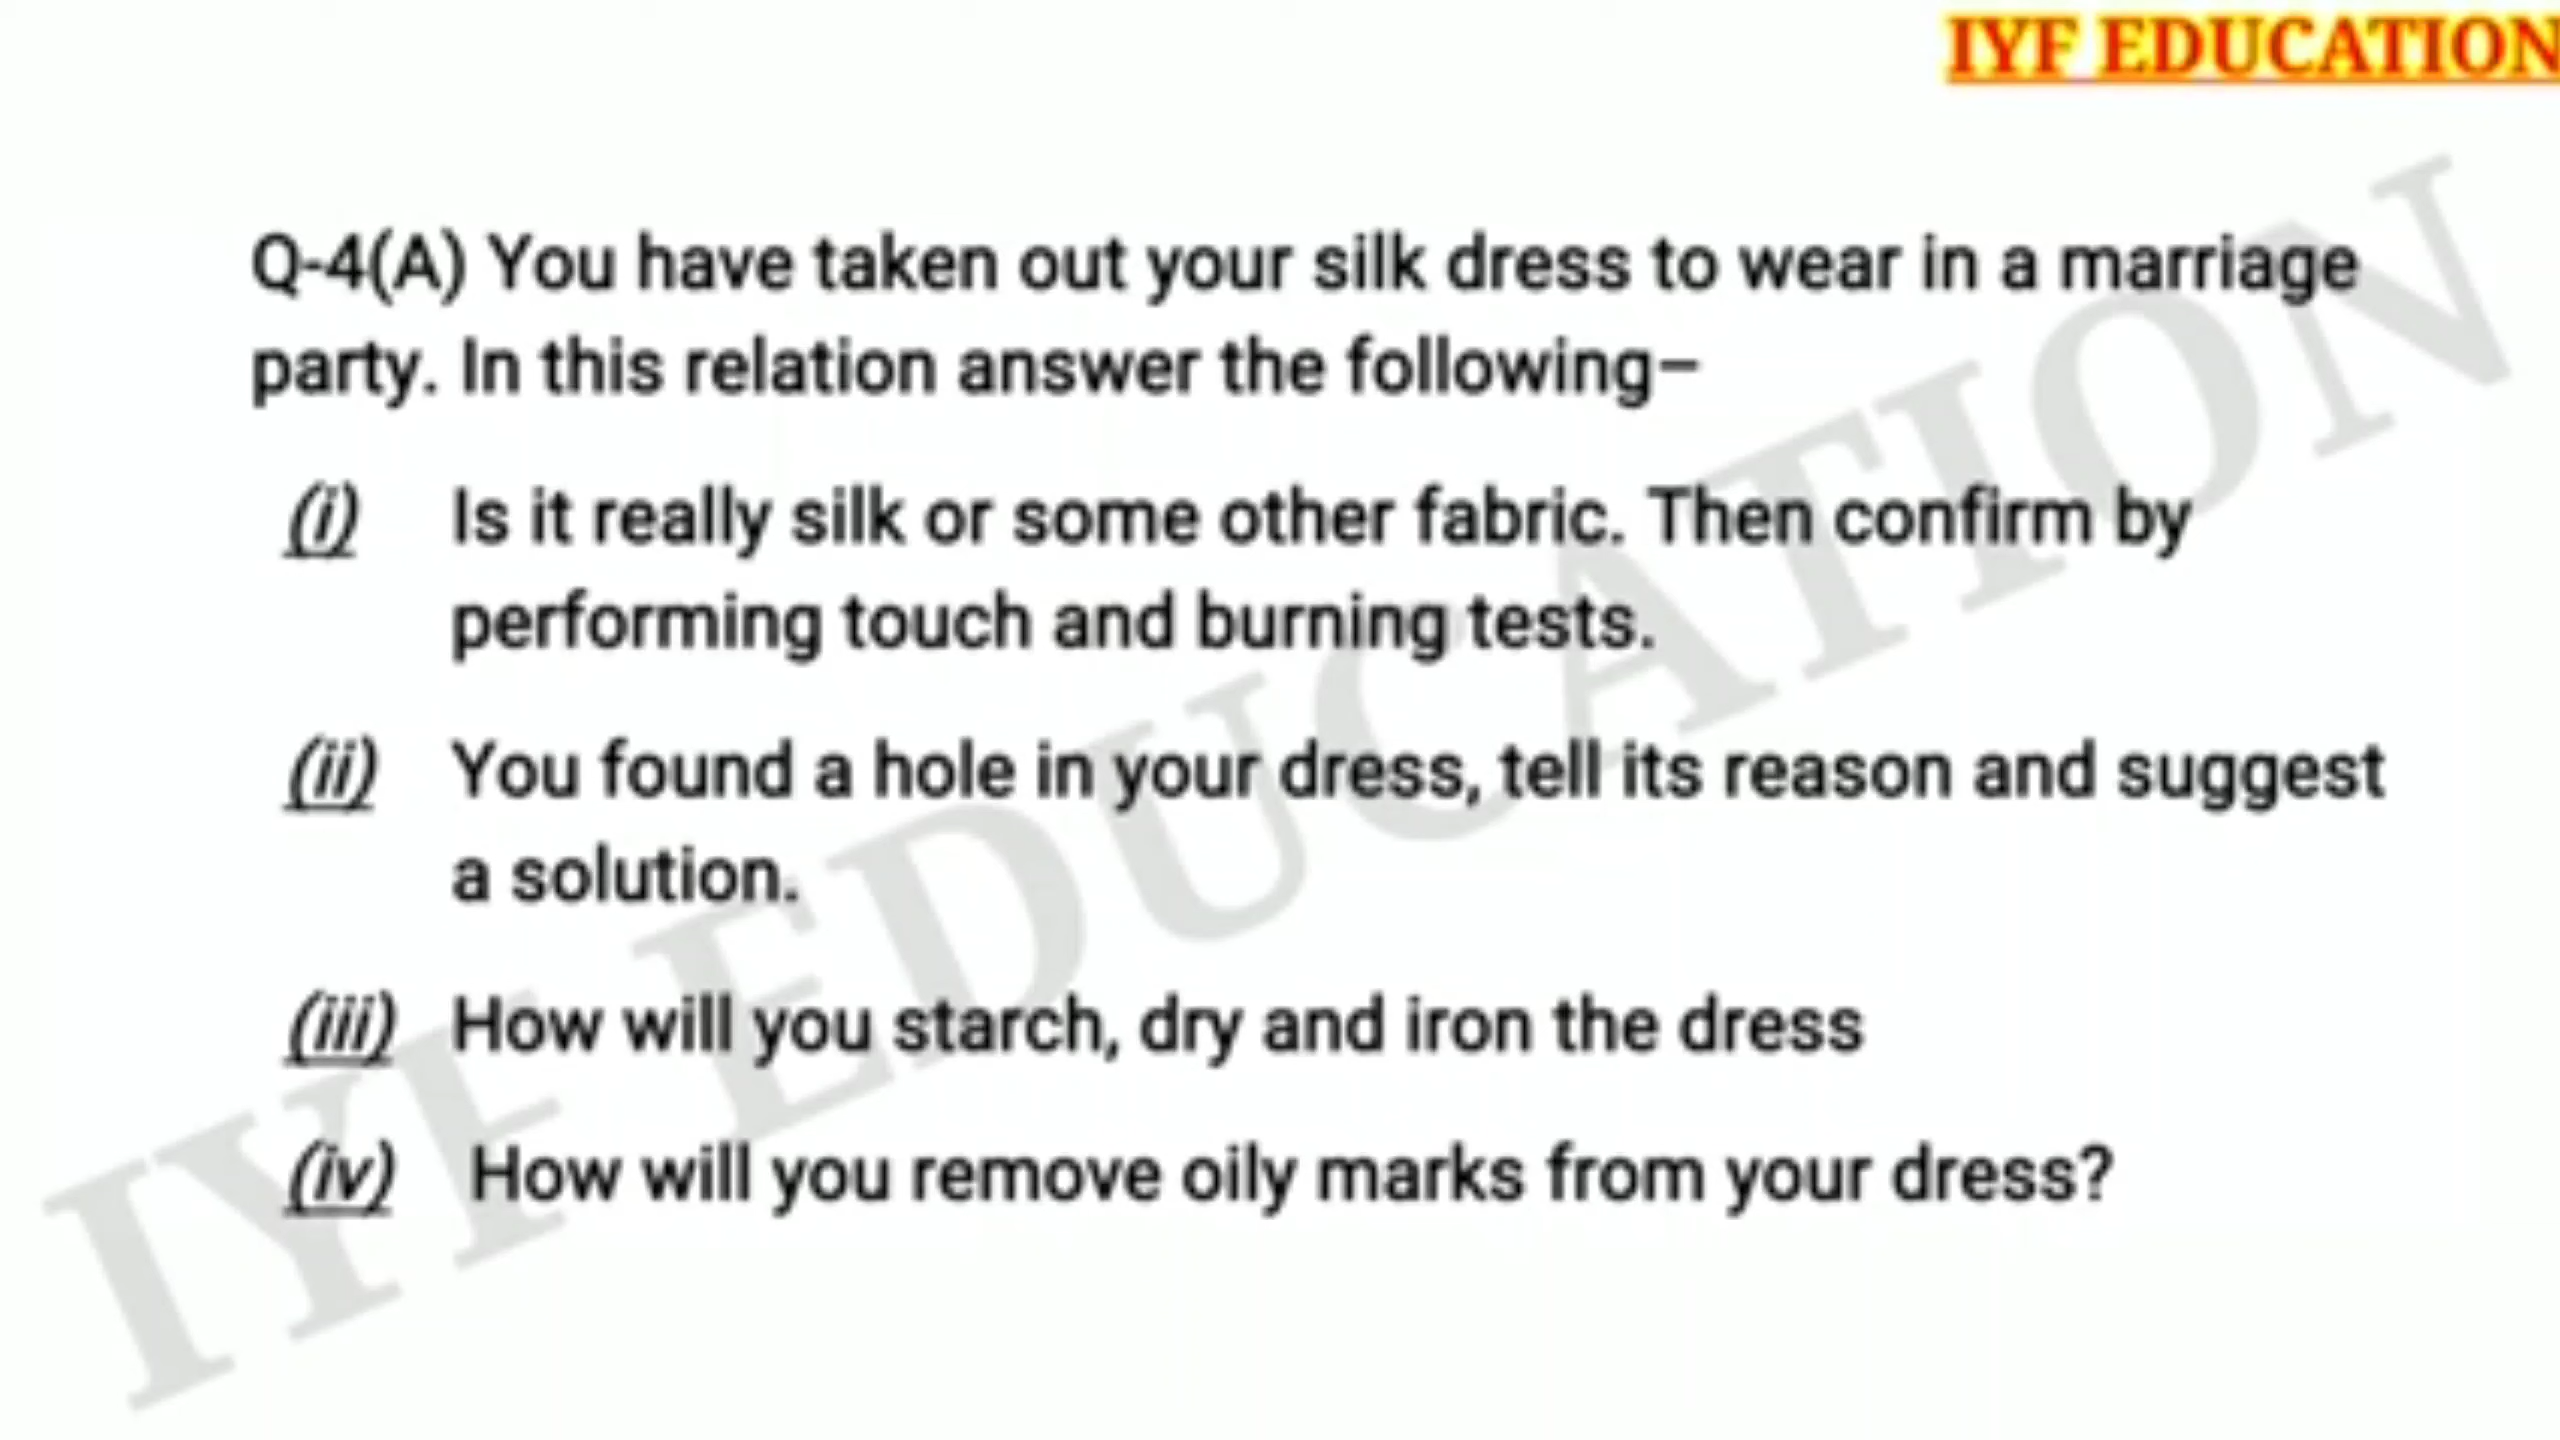 IYF EDUCATION
Q-4(A) You have taken out your silk dress to wear in a marriage
party. In this relation answer the following–
(i) Is it really silk or some other fabric. Then confirm by
performing touch and burning tests.
(ii) You found a hole in your dress, tell its reason and suggest
a solution.
(iii) How will you starch, dry and iron the dress
(iv) How will you remove oily marks from your dress?
IYF EDUCATION